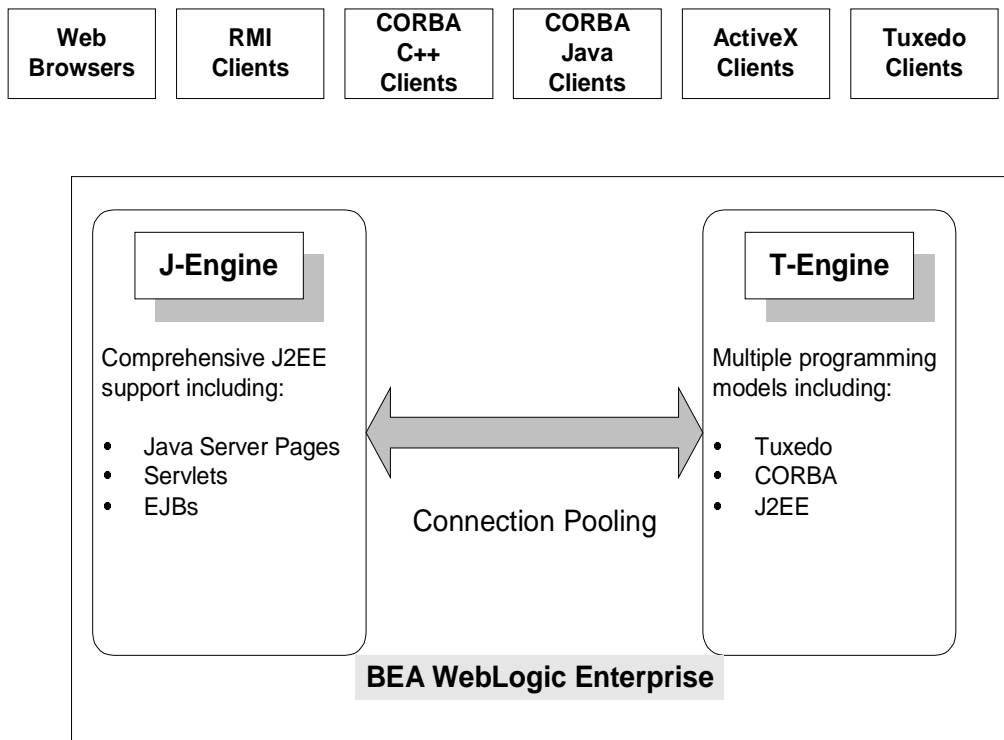 Web
Browsers
RMI
Clients
CORBA
C++
Clients
CORBA
Java
Clients
ActiveX
Clients
Tuxedo
Clients
J-Engine
Comprehensive J2EE
support including:
• Java Server Pages
• Servlets
• EJBs
Connection Pooling
T-Engine
Multiple programming
models including:
• Tuxedo
• CORBA
• J2EE
BEA WebLogic Enterprise